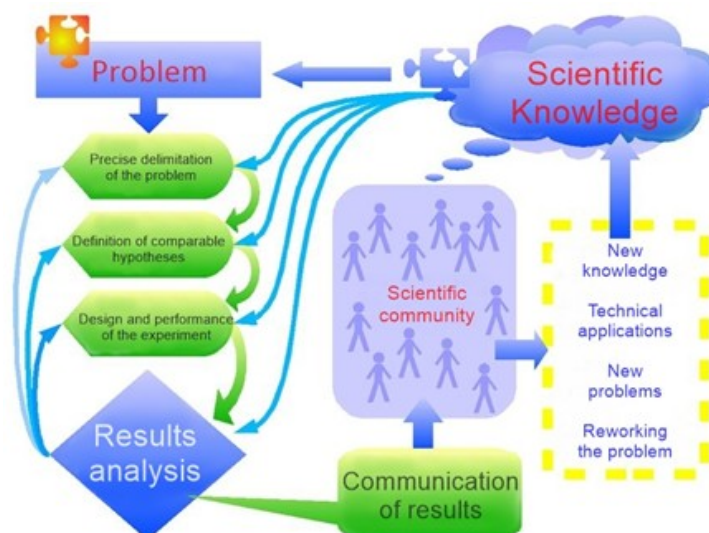 Problem
Scientific
Knowledge
Precise delimitation
of the problem
Definition of comparable
hypotheses
Design and performance
of the experiment
Results
analysis
Scientific
community
Communication
of results
New
knowledge
Technical
applications
New
problems
Reworking
the problem